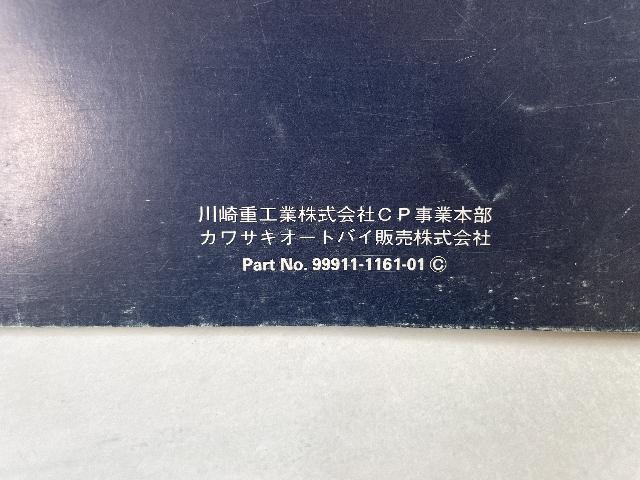 川崎重工業株式会社CP事業本部
カワサキオートバイ販売株式会社
Part No. 99911-1161-01 ©